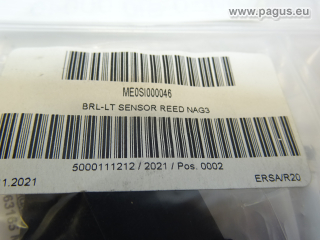 www.pagus.eu
ME0SI000046
BRL-LT SENSOR REED NAG3
5000111212 / 2021 / Pos. 0002
1.2021
ERSA/R20